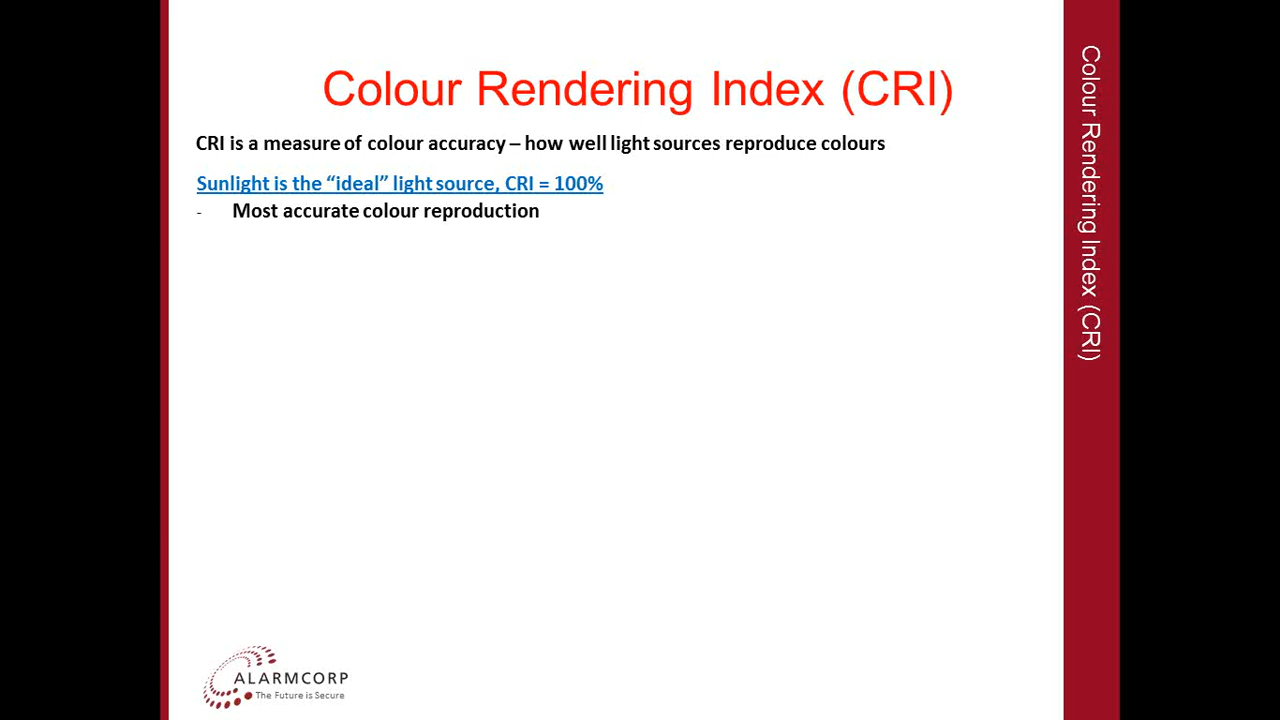 Colour Rendering Index (CRI)
CRI is a measure of colour accuracy – how well light sources reproduce colours
Sunlight is the “ideal” light source, CRI = 100%
- Most accurate colour reproduction
Colour Rendering Index (CRI)
ALARMCORP
The Future is Secure